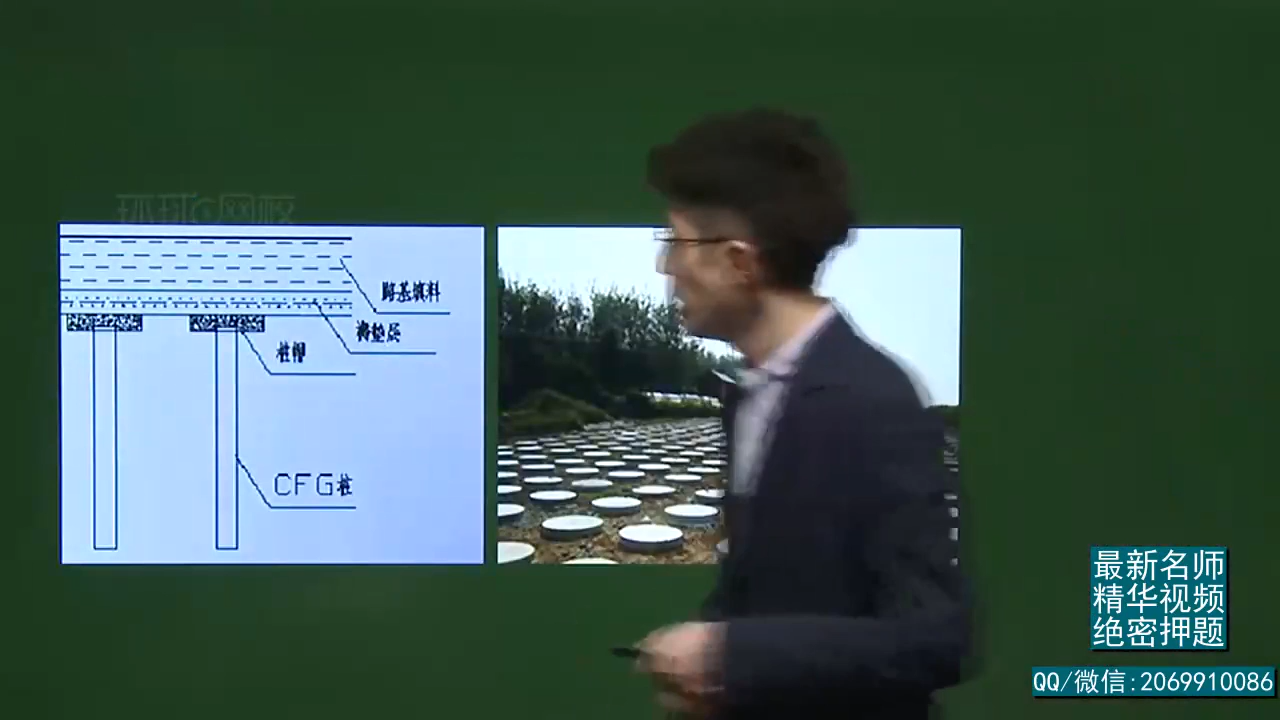 环球网校
路基填料
褥垫层
桩帽
CFG桩
最新名师
精华视频
绝密押题
QQ/微信:2069910086